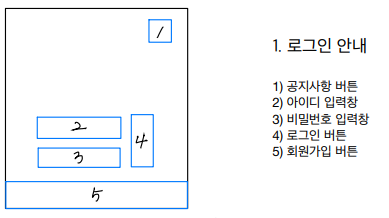 1
2
3
4
5
1. 로그인 안내
1) 공지사항 버튼
2) 아이디 입력창
3) 비밀번호 입력창
4) 로그인 버튼
5) 회원가입 버튼